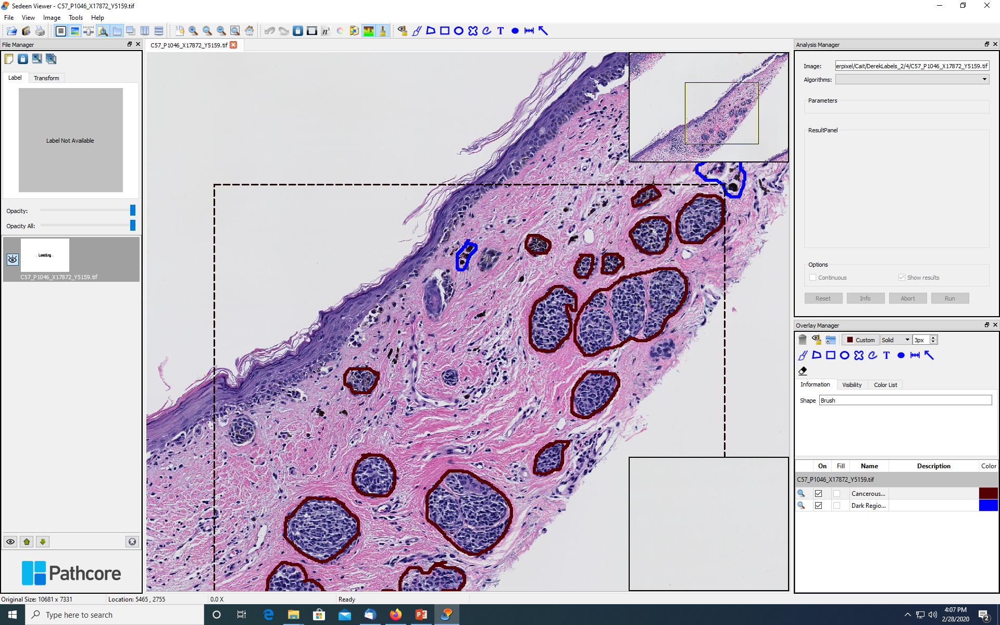 Sedeen Viewer - C57_P1046_X17872_Y5159.tif
File View Image Tools Help
File Manager
C57_P1046_X17872_Y5159.tif
Analysis Manager
Label Transform
Label Not Available
Opacity:
Opacity All:
. Loading .
C57_P1046_X17872_Y5159.tif
Pathcore
Image: erpixel/Cait/DerekLabels_2/4/C57_P1046_X17872_Y5159.tif
Algorithms:
Parameters
ResultPanel
Options
Continuous Show results
Reset Info Abort Run
Overlay Manager
Custom Solid 3px
Information Visibility Color List
Shape Brush
On Fill Name Description Color
C57_P1046_X17872_Y5159.tif
Cancerous...
Dark Regio...
Original Size: 10681 x 7331 Location: 5465 , 2755 0.0 X Ready
Type here to search
4:07 PM
2/28/2020
2